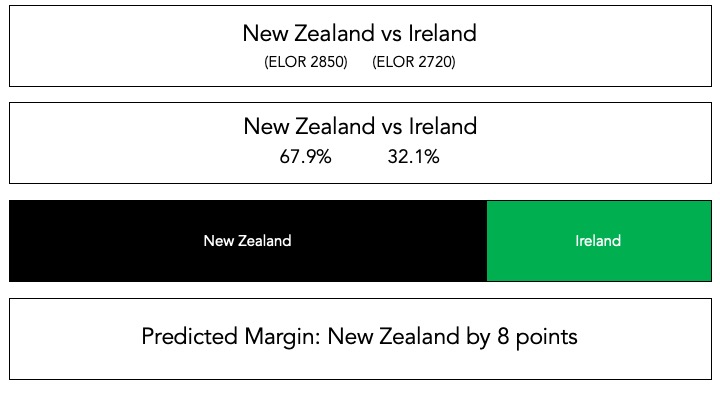 New Zealand vs Ireland
(ELOR 2850) (ELOR 2720)
New Zealand vs Ireland
67.9% 32.1%
New Zealand Ireland
Predicted Margin: New Zealand by 8 points